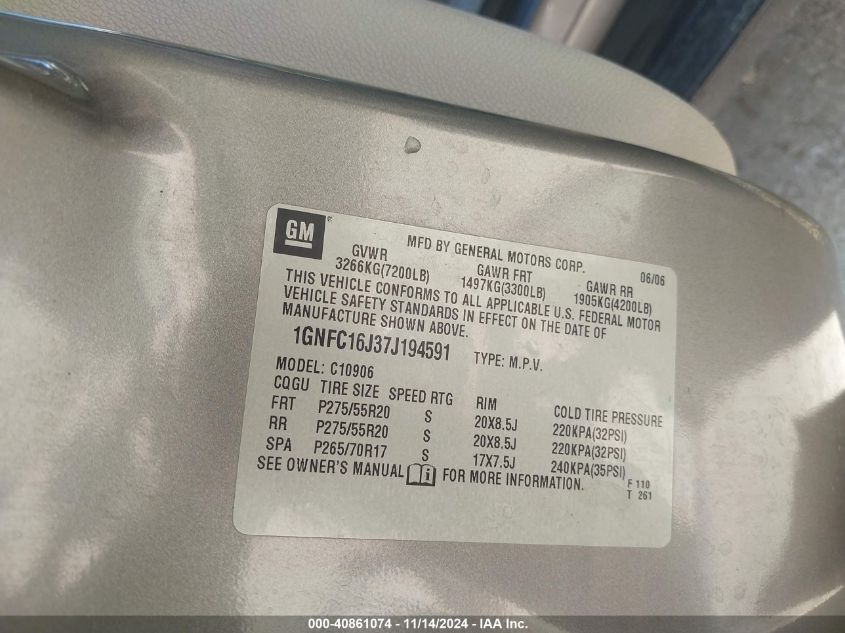 GM ® MFD BY GENERAL MOTORS CORP. 06/06
GVWR GAWR FRT GAWR RR
3266KG(7200LB) 1497KG(3300LB) 1905KG(4200LB)
THIS VEHICLE CONFORMS TO ALL APPLICABLE U.S. FEDERAL MOTOR
VEHICLE SAFETY STANDARDS IN EFFECT ON THE DATE OF
MANUFACTURE SHOWN ABOVE.
1GNFC16J37J194591 TYPE: M.P.V.
MODEL: C10906
CQGU TIRE SIZE SPEED RTG RIM COLD TIRE PRESSURE
FRT P275/55R20 S 20X8.5J 220KPA(32PSI)
RR P275/55R20 S 20X8.5J 220KPA(32PSI)
SPA P265/70R17 S 17X7.5J 240KPA(35PSI)
SEE OWNER'S MANUAL i FOR MORE INFORMATION.
F 110
T 261
000-40861074 - 11/14/2024 - IAA Inc.